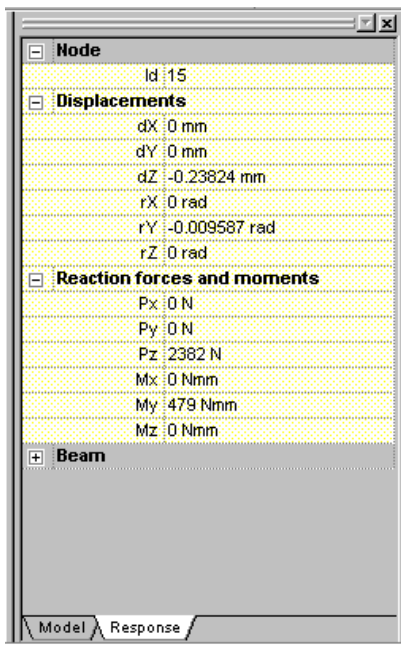 Node
Id 15
Displacements
dX 0 mm
dY 0 mm
dZ -0.23824 mm
rX 0 rad
rY -0.009587 rad
rZ 0 rad
Reaction forces and moments
Px 0 N
Py 0 N
Pz 2382 N
Mx 0 Nmm
My 479 Nmm
Mz 0 Nmm
Beam
Model Response